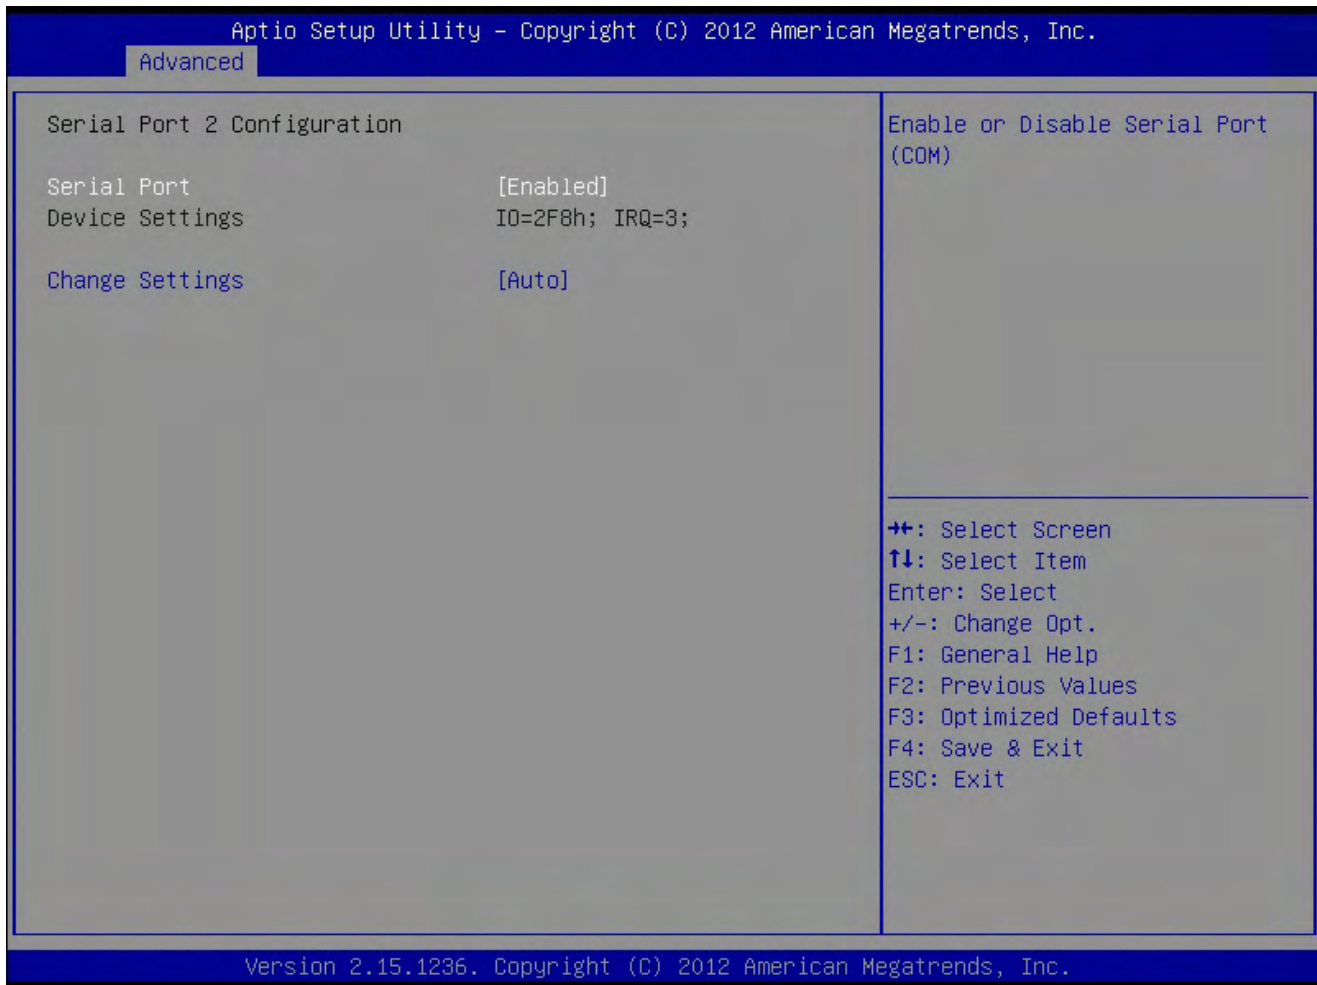 Aptio Setup Utility – Copyright (C) 2012 American Megatrends, Inc.
Advanced
Serial Port 2 Configuration
Serial Port [Enabled]
Device Settings IO=2F8h; IRQ=3;
Change Settings [Auto]
Enable or Disable Serial Port
(COM)
→←: Select Screen
↑↓: Select Item
Enter: Select
+/-: Change Opt.
F1: General Help
F2: Previous Values
F3: Optimized Defaults
F4: Save & Exit
ESC: Exit
Version 2.15.1236. Copyright (C) 2012 American Megatrends, Inc.